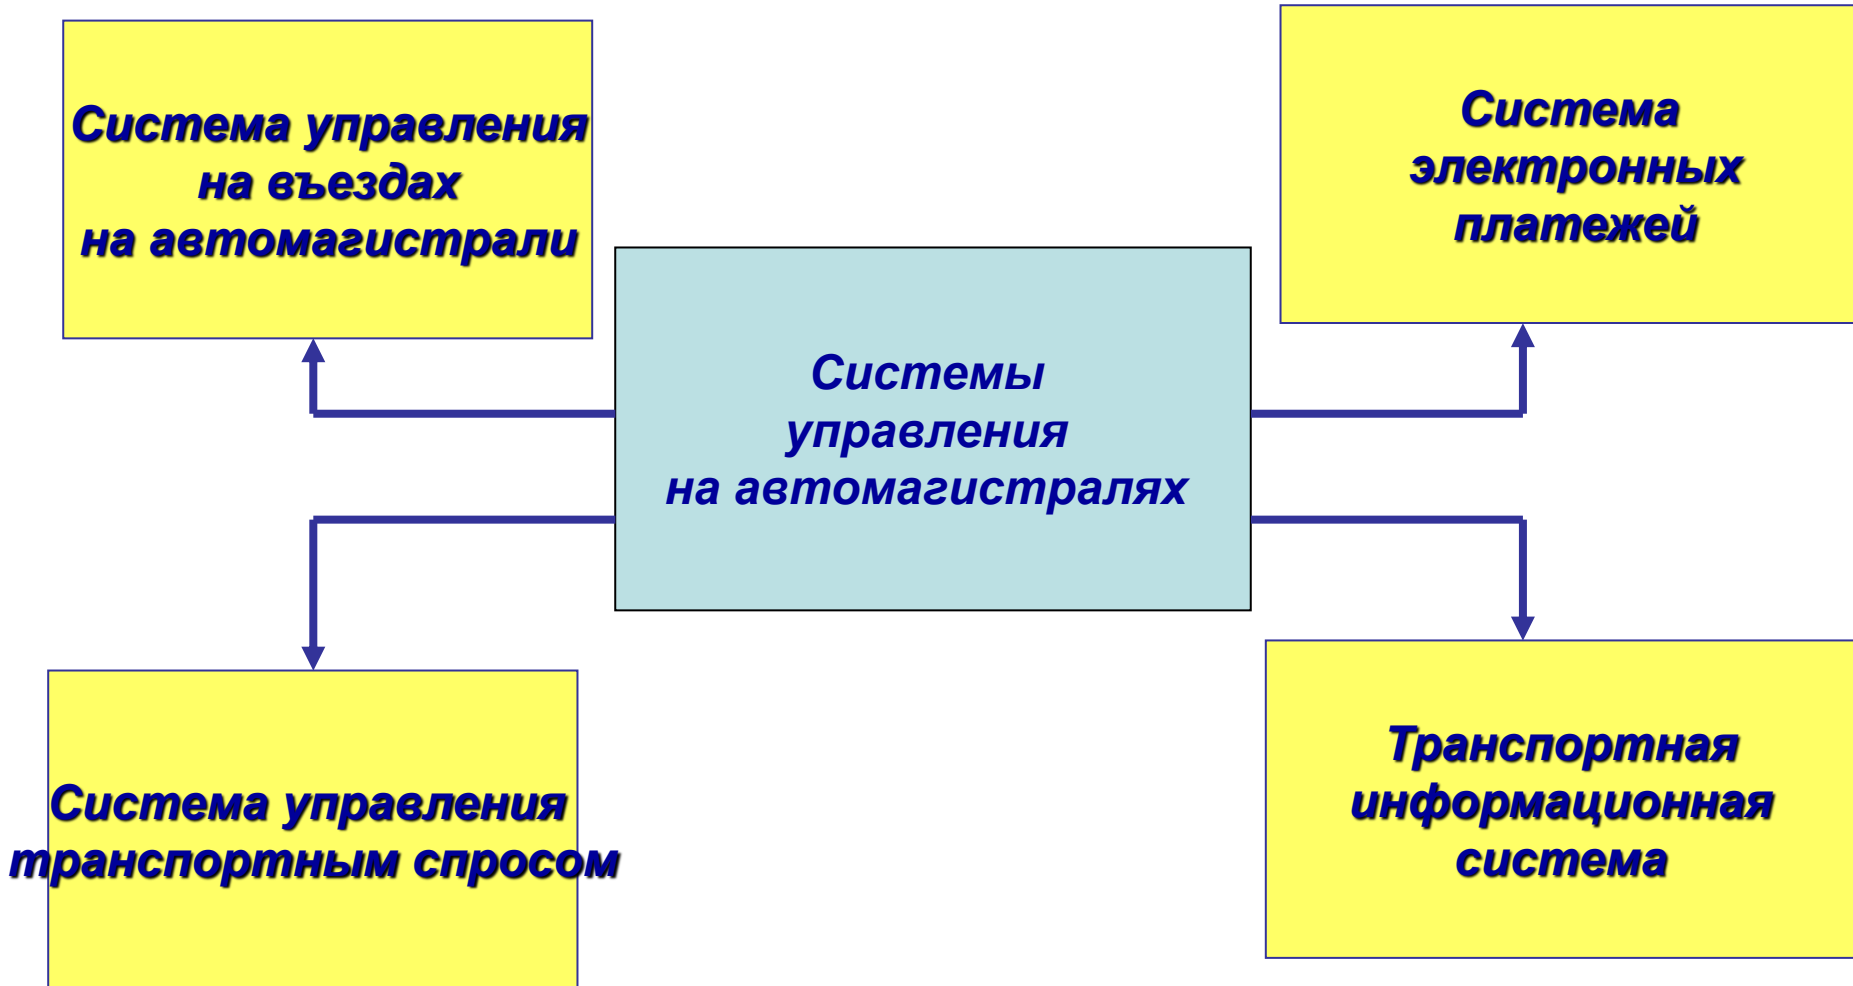 Система управления
на въездах
на автомагистрали
Система
электронных
платежей
Системы
управления
на автомагистралях
Система управления
транспортным спросом
Транспортная
информационная
система